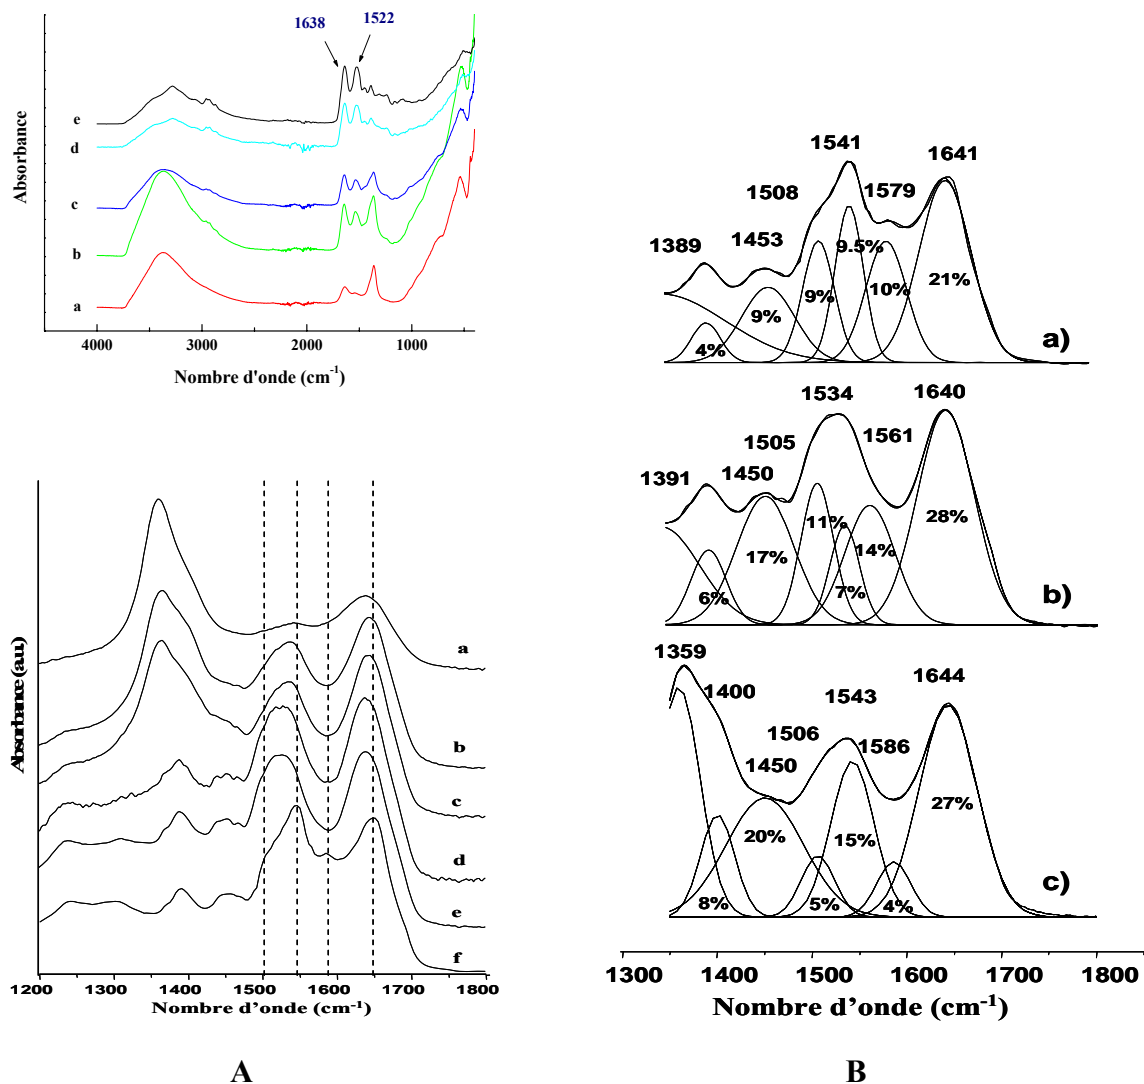 1638
1522
Absorbance
e
d
c
b
a
4000
3000
2000
1000
Nombre d'onde (cm-1)
Absorbance (a.u.)
a
b
c
d
e
f
1200
1300
1400
1500
1600
1700
1800
Nombre d’onde (cm-1)
A
1541
1641
1508
1579
1389
1453
9.5%
10%
21%
9%
9%
4%
a)
1534
1640
1505
1561
1391
1450
11%
28%
14%
17%
7%
6%
b)
1359
1644
1400
1543
1506
1586
1450
27%
20%
15%
8%
5%
4%
c)
1300
1400
1500
1600
1700
1800
Nombre d’onde (cm-1)
B